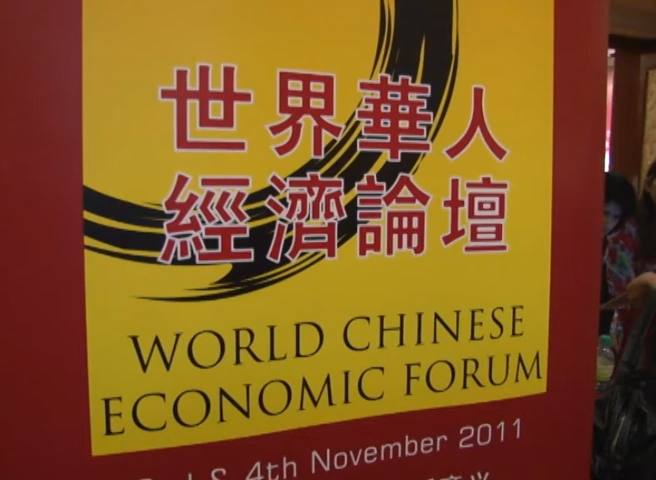 世界華人
經濟論壇
WORLD CHINESE
ECONOMIC FORUM
& 4th November 2011